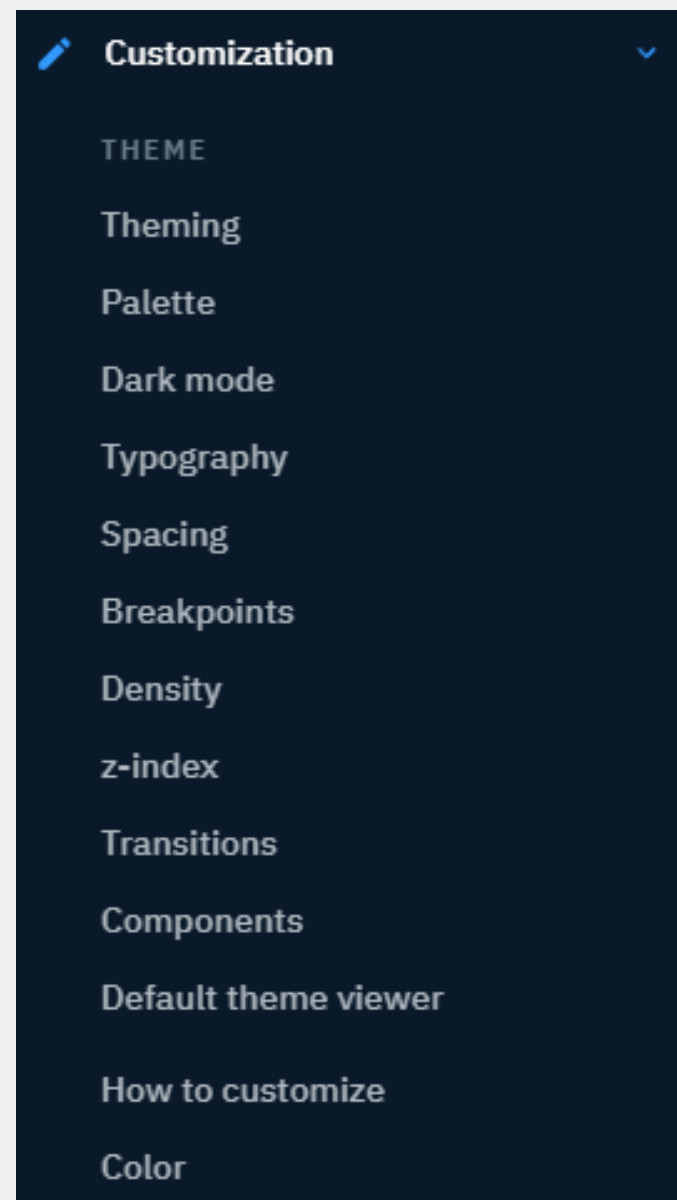 Customization
THEME
Theming
Palette
Dark mode
Typography
Spacing
Breakpoints
Density
z-index
Transitions
Components
Default theme viewer
How to customize
Color